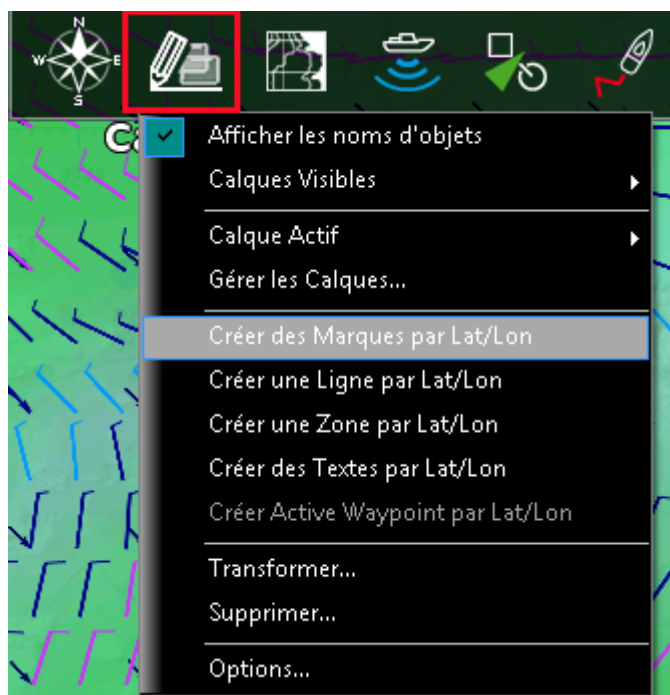 N
W E
S
Ca
Afficher les noms d'objets
Calques Visibles
Calque Actif
Gérer les Calques...
Créer des Marques par Lat/Lon
Créer une Ligne par Lat/Lon
Créer une Zone par Lat/Lon
Créer des Textes par Lat/Lon
Créer Active Waypoint par Lat/Lon
Transformer...
Supprimer...
Options...